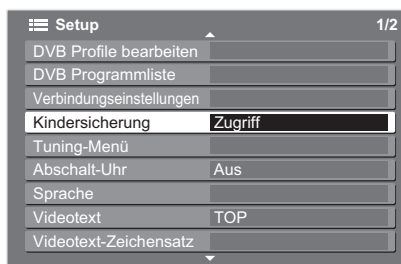 Setup 1/2
DVB Profile bearbeiten
DVB Programmliste
Verbindungseinstellungen
Kindersicherung Zugriff
Tuning-Menü
Abschalt-Uhr Aus
Sprache
Videotext TOP
Videotext-Zeichensatz